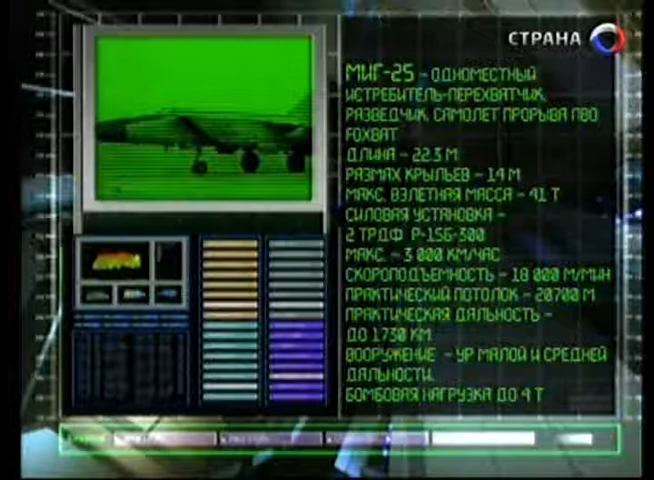 СТРАНА
МИГ-25 - ОДНОМЕСТНЫЙ
ИСТРЕБИТЕЛЬ-ПЕРЕХВАТЧИК,
РАЗВЕДЧИК, САМОЛЕТ ПРОРЫВА ПВО
FOXBAT
ДЛИНА - 22.3 М
РАЗМАХ КРЫЛЬЕВ - 14 М
МАКС. ВЗЛЕТНАЯ МАССА - 41 Т
СИЛОВАЯ УСТАНОВКА -
2 ТРДФ Р-15Б-300
МАКС. - 3 000 КМ/ЧАС
СКОРОПОДЪЕМНОСТЬ - 18 000 М/МИН
ПРАКТИЧЕСКИЙ ПОТОЛОК - 20700 М
ПРАКТИЧЕСКАЯ ДАЛЬНОСТЬ -
ДО 1730 КМ
ВООРУЖЕНИЕ - УР МАЛОЙ И СРЕДНЕЙ
ДАЛЬНОСТИ.
БОМБОВАЯ НАГРУЗКА ДО 4 Т